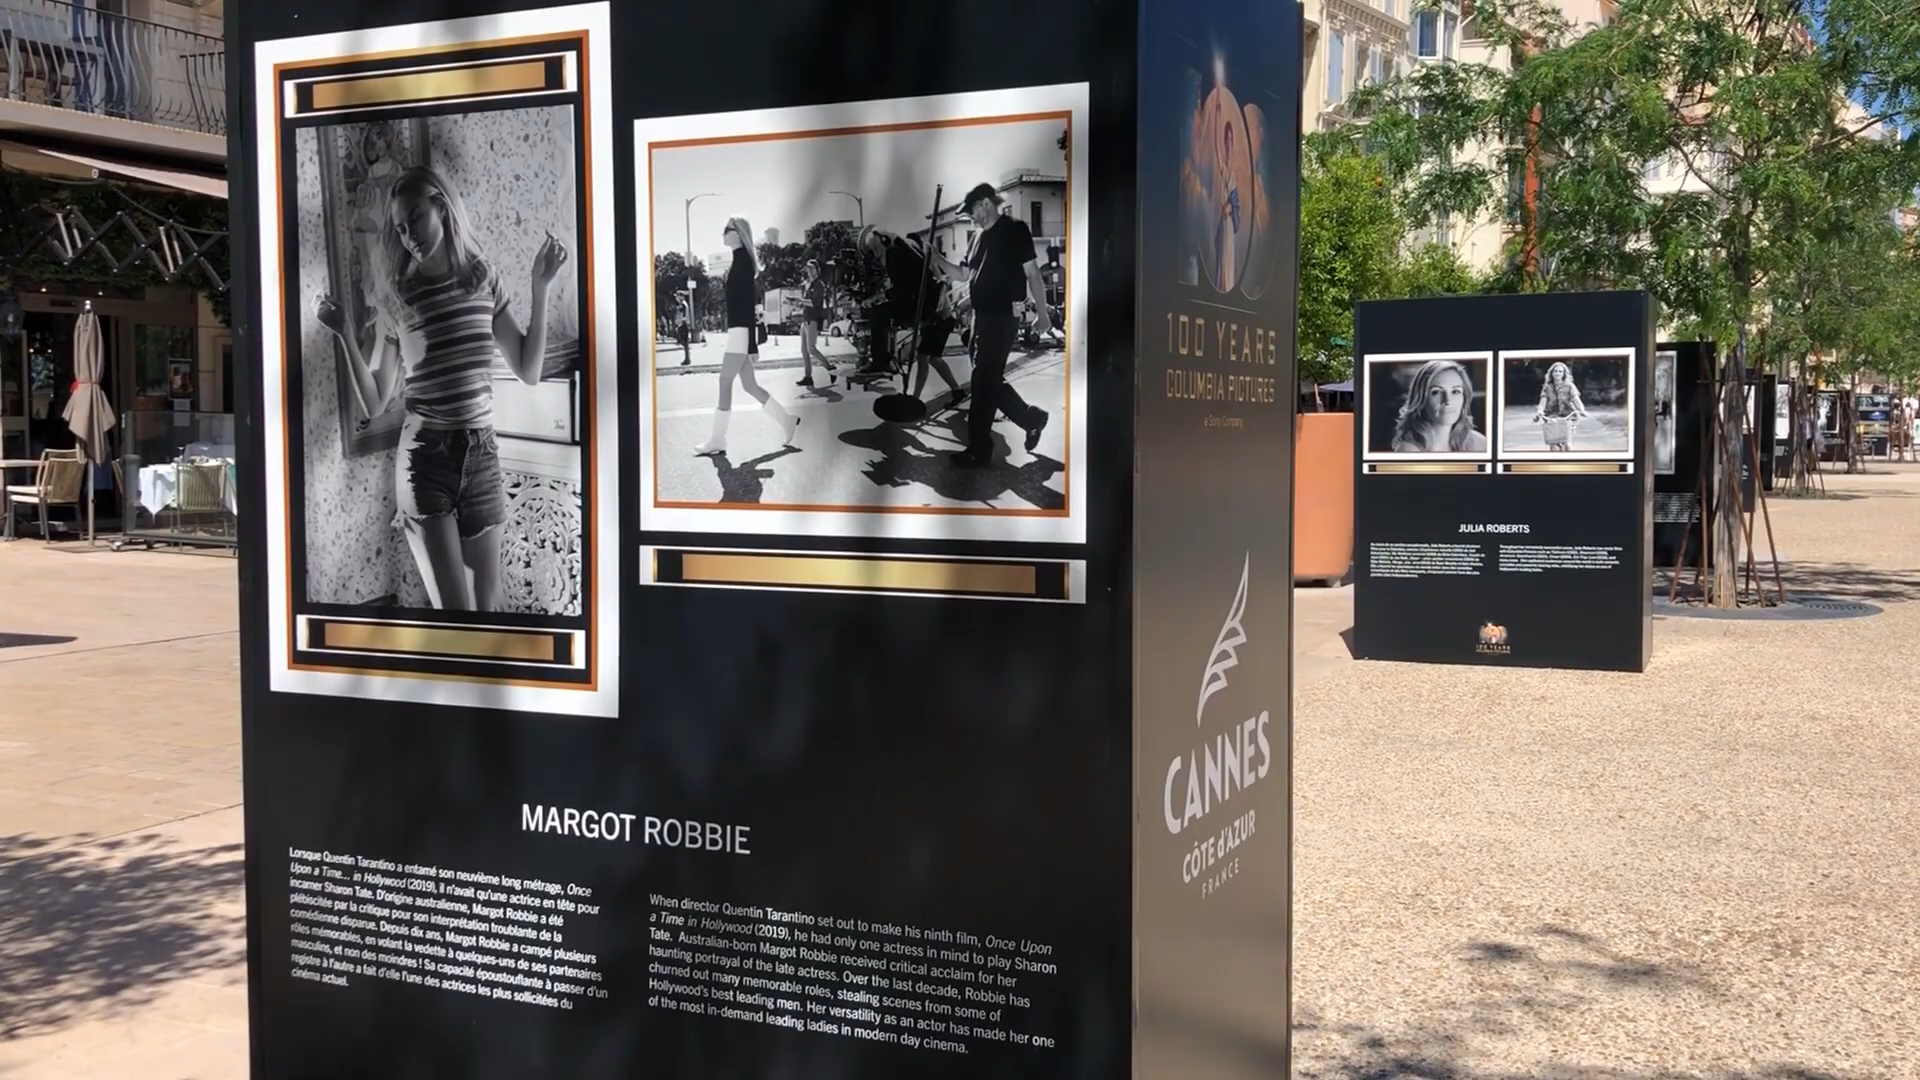 MARGOT ROBBIE
Lorsque Quentin Tarantino a entamé son neuvième long métrage, Once
Upon a Time... in Hollywood (2019), il n'avait qu'une actrice en tête pour
incarner Sharon Tate. D'origine australienne, Margot Robbie a été
plébiscitée par la critique pour son interprétation troublante de la
comédienne disparue. Depuis dix ans, Margot Robbie a campé plusieurs
rôles mémorables, en volant la vedette à quelques-uns de ses partenaires
masculins, et non des moindres ! Sa capacité époustouflante à passer d'un
registre à l'autre a fait d'elle l'une des actrices les plus sollicitées du
cinéma actuel.
When director Quentin Tarantino set out to make his ninth film, Once Upon
a Time in Hollywood (2019), he had only one actress in mind to play Sharon
Tate. Australian-born Margot Robbie received critical acclaim for her
haunting portrayal of the late actress. Over the last decade, Robbie has
churned out many memorable roles, stealing scenes from some of
Hollywood's best leading men. Her versatility as an actor has made her one
of the most in-demand leading ladies in modern day cinema.
100 YEARS
COLUMBIA PICTURES
a Sony Company
CANNES
CÔTE d'AZUR
FRANCE
JULIA ROBERTS
100 YEARS
COLUMBIA PICTURES